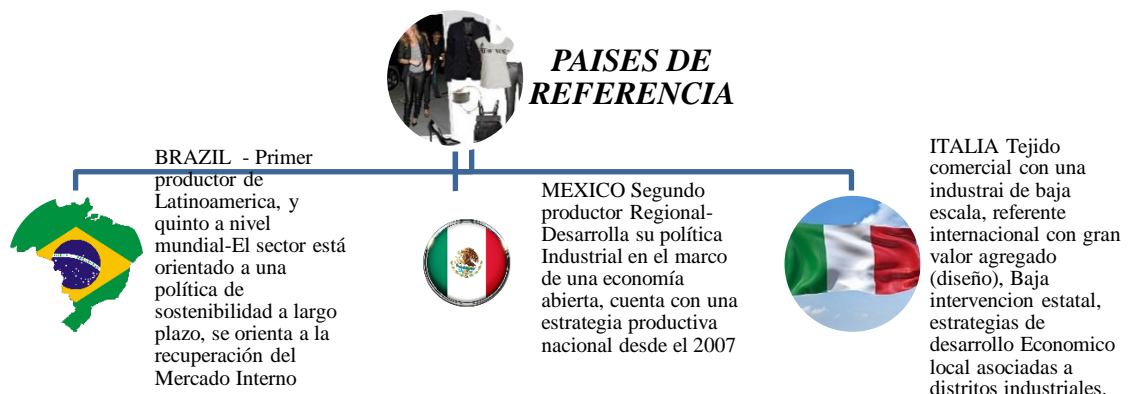 PAISES DE
REFERENCIA
BRAZIL - Primer
productor de
Latinoamerica, y
quinto a nivel
mundial-El sector está
orientado a una
política de
sostenibilidad a largo
plazo, se orienta a la
recuperación del
Mercado Interno
MEXICO Segundo
productor Regional-
Desarrolla su política
Industrial en el marco
de una economía
abierta, cuenta con una
estrategia productiva
nacional desde el 2007
ITALIA Tejido
comercial con una
industrai de baja
escala, referente
internacional con gran
valor agregado
(diseño), Baja
intervencion estatal,
estrategias de
desarrollo Economico
local asociadas a
distritos industriales.